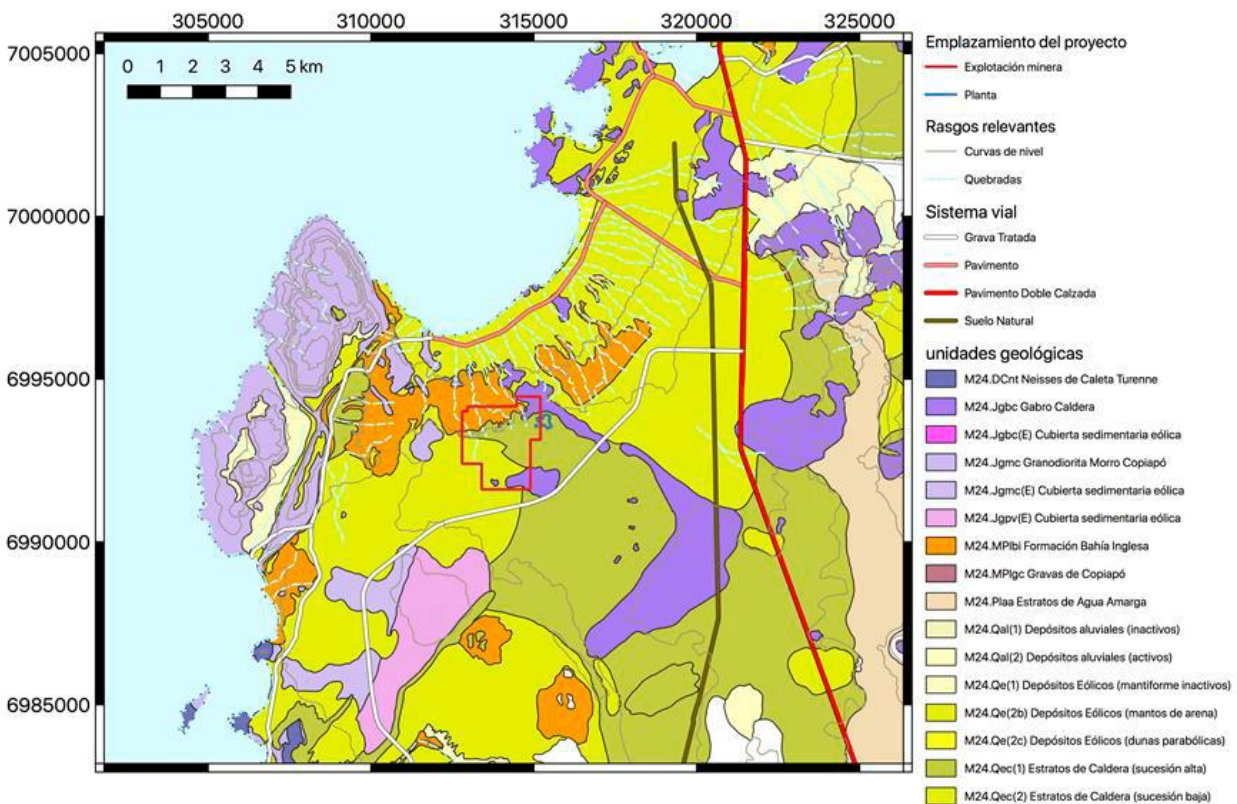 305000 310000 315000 320000 325000
7005000
7000000
6995000
6990000
6985000
0 1 2 3 4 5 km
Emplazamiento del proyecto
Explotación minera
Planta
Rasgos relevantes
Curvas de nivel
Quebradas
Sistema vial
Grava Tratada
Pavimento
Pavimento Doble Calzada
Suelo Natural
unidades geológicas
M24.DCnt Neisses de Caleta Turenne
M24.Jgbc Gabro Caldera
M24.Jgbc(E) Cubierta sedimentaria eólica
M24.Jgmc Granodiorita Morro Copiapó
M24.Jgmc(E) Cubierta sedimentaria eólica
M24.Jgpv(E) Cubierta sedimentaria eólica
M24.MPlbi Formación Bahía Inglesa
M24.MPlgc Gravas de Copiapó
M24.Plaa Estratos de Agua Amarga
M24.Qal(1) Depósitos aluviales (inactivos)
M24.Qal(2) Depósitos aluviales (activos)
M24.Qe(1) Depósitos Eólicos (mantiforme inactivos)
M24.Qe(2b) Depósitos Eólicos (mantos de arena)
M24.Qe(2c) Depósitos Eólicos (dunas parabólicas)
M24.Qec(1) Estratos de Caldera (sucesión alta)
M24.Qec(2) Estratos de Caldera (sucesión baja)